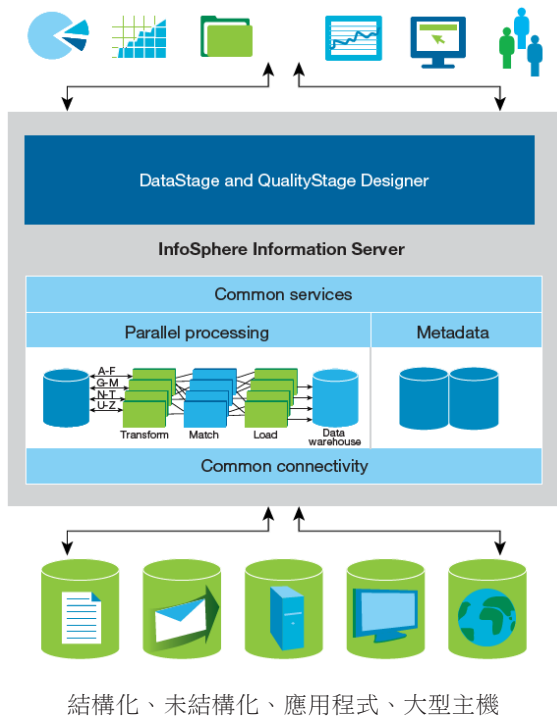 DataStage and QualityStage Designer
InfoSphere Information Server
Common services
Parallel processing
Metadata
A-F
G-M
N-T
U-Z
Transform
Match
Load
Data
warehouse
Common connectivity
結構化、未結構化、應用程式、大型主機